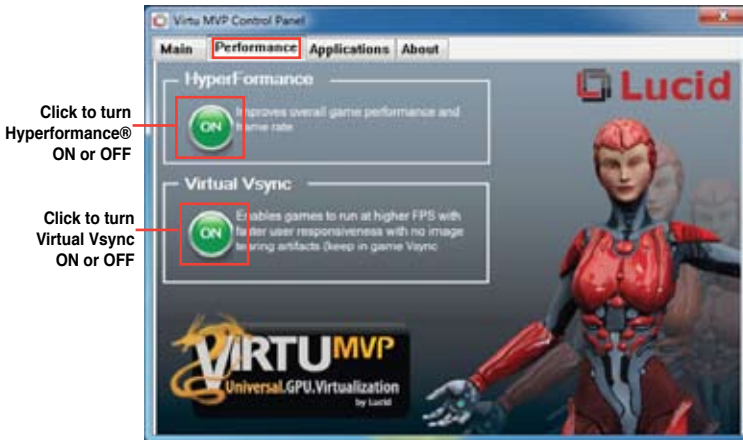 Virtu MVP Control Panel
Main Performance Applications About
HyperFormance
Improves overall game performance and
frame rate
ON
Lucid
Click to turn
Hyperformance®
ON or OFF
Virtual Vsync
Enables games to run at higher FPS with
faster user responsiveness with no image
tearing artifacts (keep in game Vsync
ON
Click to turn
Virtual Vsync
ON or OFF
VIRTU MVP
Universal.GPU.Virtualization
by Lucid